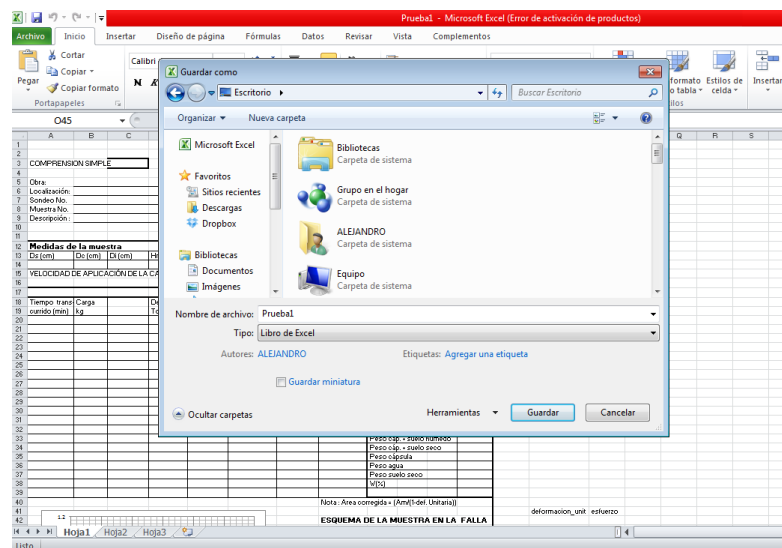 Prueba1 - Microsoft Excel (Error de activación de productos)
Archivo Inicio Insertar Diseño de página Fórmulas Datos Revisar Vista Complementos
Pegar
Cortar
Copiar
Copiar formato
Portapapeles
Calibri
N
formato
o tabla
Estilos de
celda
Insertar
ilos
O45
A B C Q R S
COMPRENSION SIMPLE
Obra:
Localización:
Sondeo No.
Muestra No.
Descripción :
Medidas de la muestra
Ds (cm) Dc (cm) Di (cm)
VELOCIDAD DE APLICACIÓN DE LA CA
Tiempo trans Carga
currido (min) kg
Guardar como
Escritorio
Buscar Escritorio
Organizar Nueva carpeta
Microsoft Excel
Favoritos
Sitios recientes
Descargas
Dropbox
Bibliotecas
Documentos
Imágenes
Bibliotecas
Carpeta de sistema
Grupo en el hogar
Carpeta de sistema
ALEJANDRO
Carpeta de sistema
Equipo
Carpeta de sistema
Nombre de archivo: Prueba1
Tipo: Libro de Excel
Autores: ALEJANDRO Etiquetas: Agregar una etiqueta
Guardar miniatura
Ocultar carpetas Herramientas Guardar Cancelar
Peso cap. + suelo humedo
Peso cáp. + suelo seco
Peso cápsula
Peso agua
Peso suelo seco
W(%)
Nota : Area corregida = (Am/(1-def. Unitaria))
deformacion_unit esfuerzo
1.2
ESQUEMA DE LA MUESTRA EN LA FALLA
Hoja1 Hoja2 Hoja3
Listo